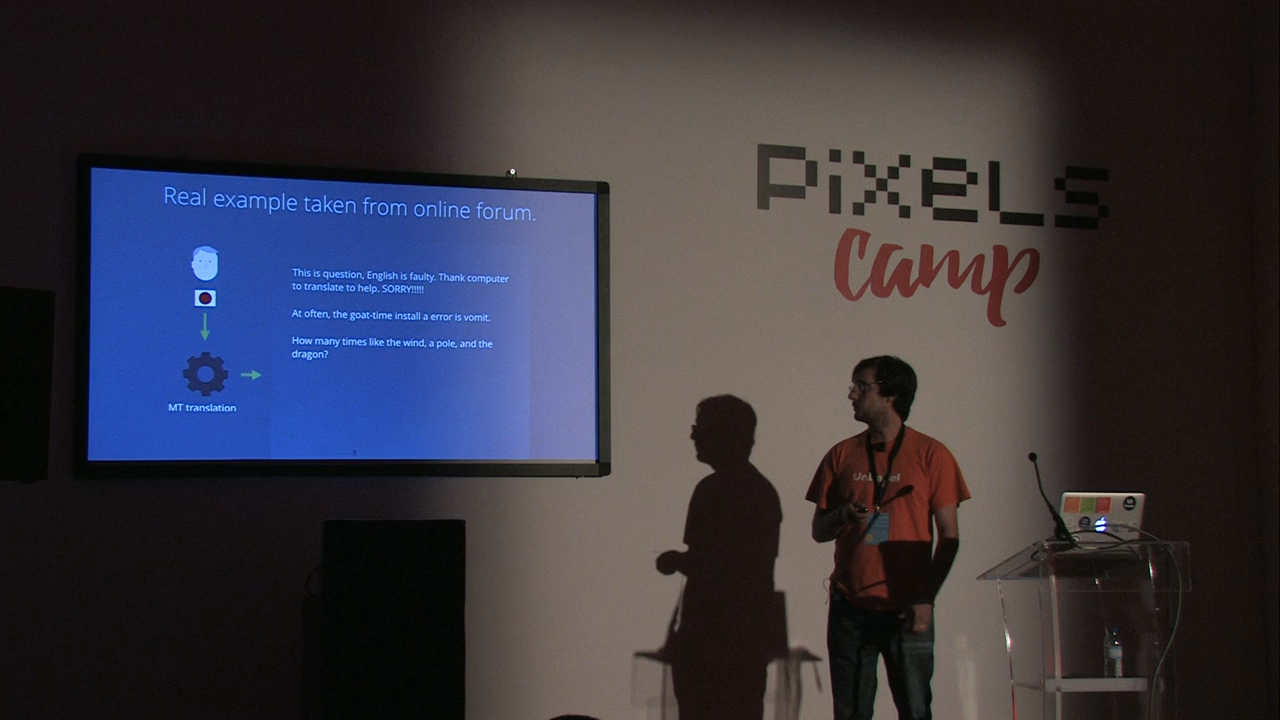 Real example taken from online forum.
This is question, English is faulty. Thank computer
to translate to help. SORRY!!!!!
At often, the goat-time install a error is vomit.
How many times like the wind, a pole, and the
dragon?
MT translation
PiXELS
Camp